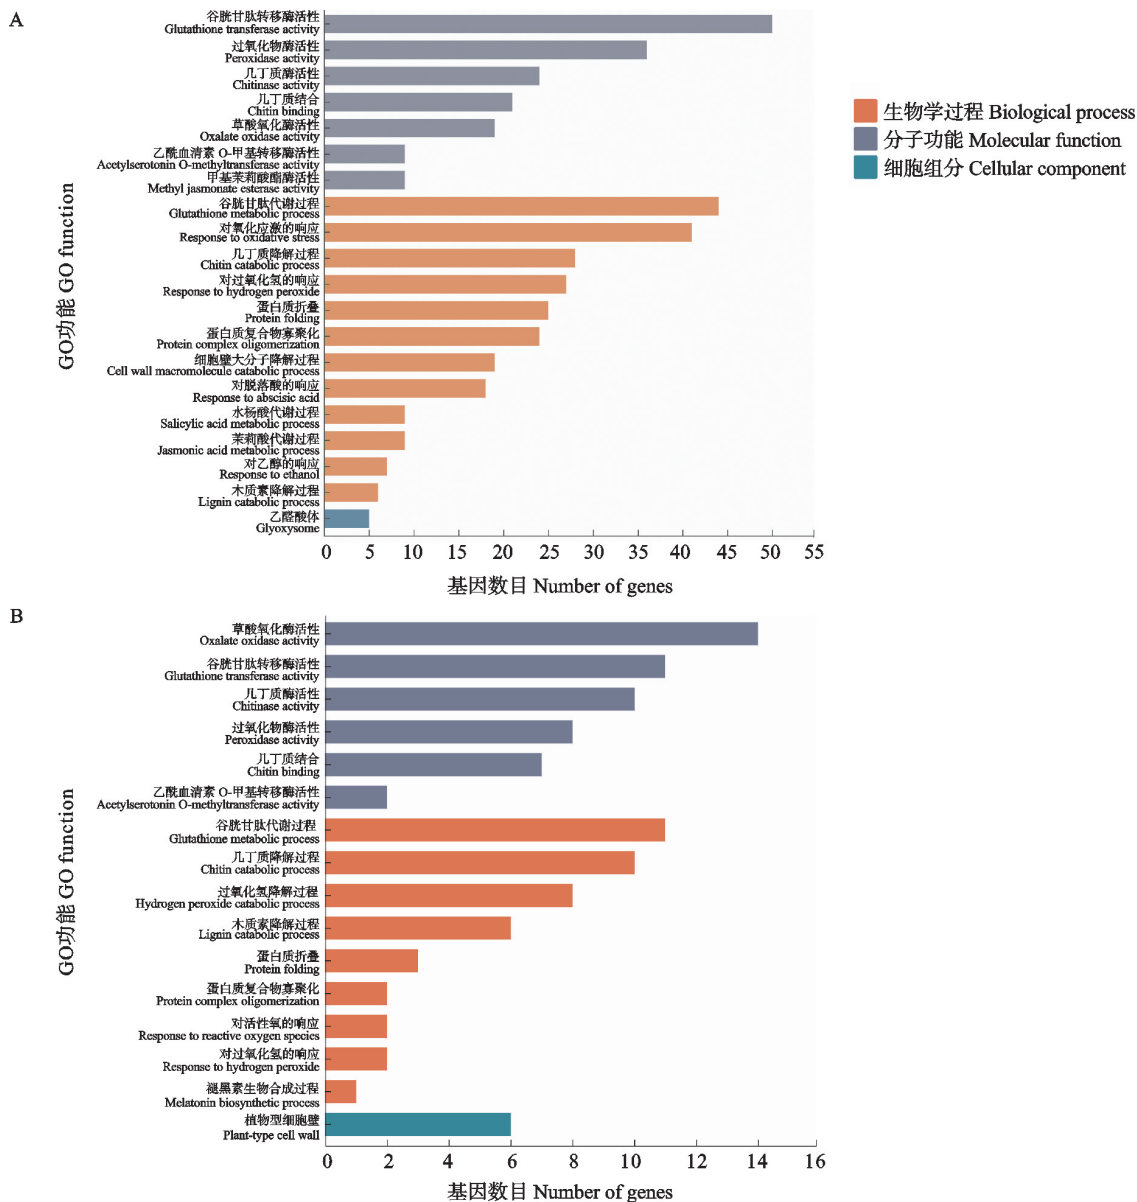 A
谷胱甘肽转移酶活性
Glutathione transferase activity
过氧化物酶活性
Peroxidase activity
几丁质酶活性
Chitinase activity
几丁质结合
Chitin binding
草酸氧化酶活性
Oxalate oxidase activity
乙酰血清素 O-甲基转移酶活性
Acetylserotonin O-methyltransferase activity
甲基茉莉酸酯酶活性
Methyl jasmonate esterase activity
谷胱甘肽代谢过程
Glutathione metabolic process
对氧化应激的响应
Response to oxidative stress
几丁质降解过程
Chitin catabolic process
对过氧化氢的响应
Response to hydrogen peroxide
蛋白质折叠
Protein folding
蛋白质复合物寡聚化
Protein complex oligomerization
细胞壁大分子降解过程
Cell wall macromolecule catabolic process
对脱落酸的响应
Response to abscisic acid
水杨酸代谢过程
Salicylic acid metabolic process
茉莉酸代谢过程
Jasmonic acid metabolic process
对乙醇的响应
Response to ethanol
木质素降解过程
Lignin catabolic process
乙醛酸体
Glyoxysome
GO功能 GO function
0 5 10 15 20 25 30 35 40 45 50 55
基因数目 Number of genes
生物学过程 Biological process
分子功能 Molecular function
细胞组分 Cellular component
B
草酸氧化酶活性
Oxalate oxidase activity
谷胱甘肽转移酶活性
Glutathione transferase activity
几丁质酶活性
Chitinase activity
过氧化物酶活性
Peroxidase activity
几丁质结合
Chitin binding
乙酰血清素 O-甲基转移酶活性
Acetylserotonin O-methyltransferase activity
谷胱甘肽代谢过程
Glutathione metabolic process
几丁质降解过程
Chitin catabolic process
过氧化氢降解过程
Hydrogen peroxide catabolic process
木质素降解过程
Lignin catabolic process
蛋白质折叠
Protein folding
蛋白质复合物寡聚化
Protein complex oligomerization
对活性氧的响应
Response to reactive oxygen species
对过氧化氢的响应
Response to hydrogen peroxide
褪黑素生物合成过程
Melatonin biosynthetic process
植物型细胞壁
Plant-type cell wall
GO功能 GO function
0 2 4 6 8 10 12 14 16
基因数目 Number of genes